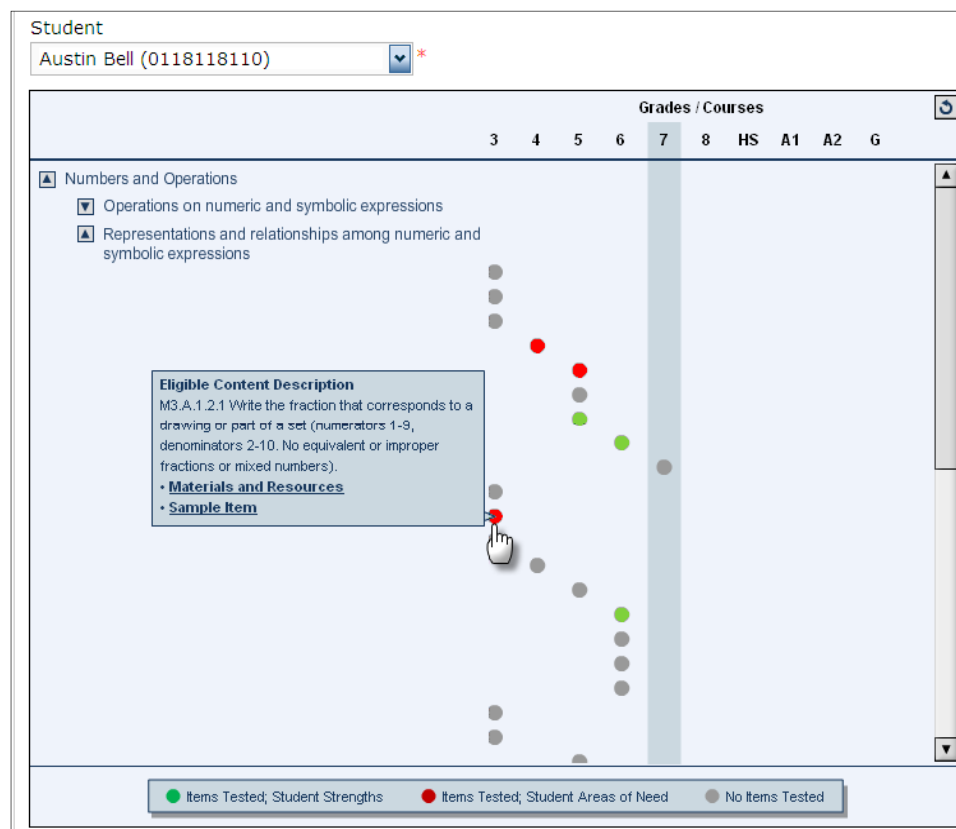 Student
Austin Bell (0118118110)
*
Grades / Courses
3 4 5 6 7 8 HS A1 A2 G
Numbers and Operations
Operations on numeric and symbolic expressions
Representations and relationships among numeric and
symbolic expressions
Eligible Content Description
M3.A.1.2.1 Write the fraction that corresponds to a
drawing or part of a set (numerators 1-9,
denominators 2-10. No equivalent or improper
fractions or mixed numbers).
• Materials and Resources
• Sample Item
Items Tested; Student Strengths Items Tested; Student Areas of Need No Items Tested